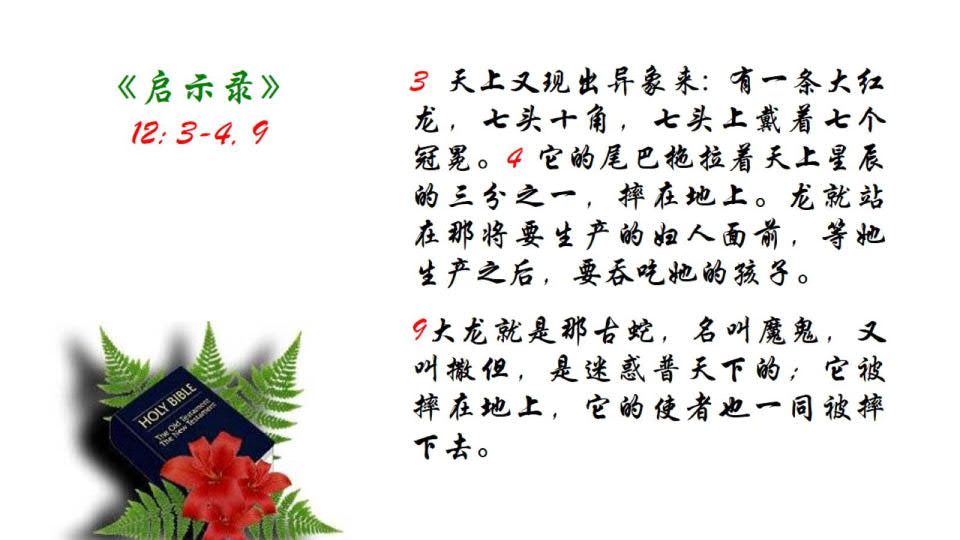 《启示录》
12: 3-4, 9
3 天上又现出异象来：有一条大红
龙，七头十角，七头上戴着七个
冠冕。4 它的尾巴拖拉着天上星辰
的三分之一，摔在地上。龙就站
在那将要生产的妇人面前，等她
生产之后，要吞吃她的孩子。
9大龙就是那古蛇，名叫魔鬼，又
叫撒但，是迷惑普天下的；它被
摔在地上，它的使者也一同被摔
下去。
HOLY BIBLE
The Old Testament
The New Testament